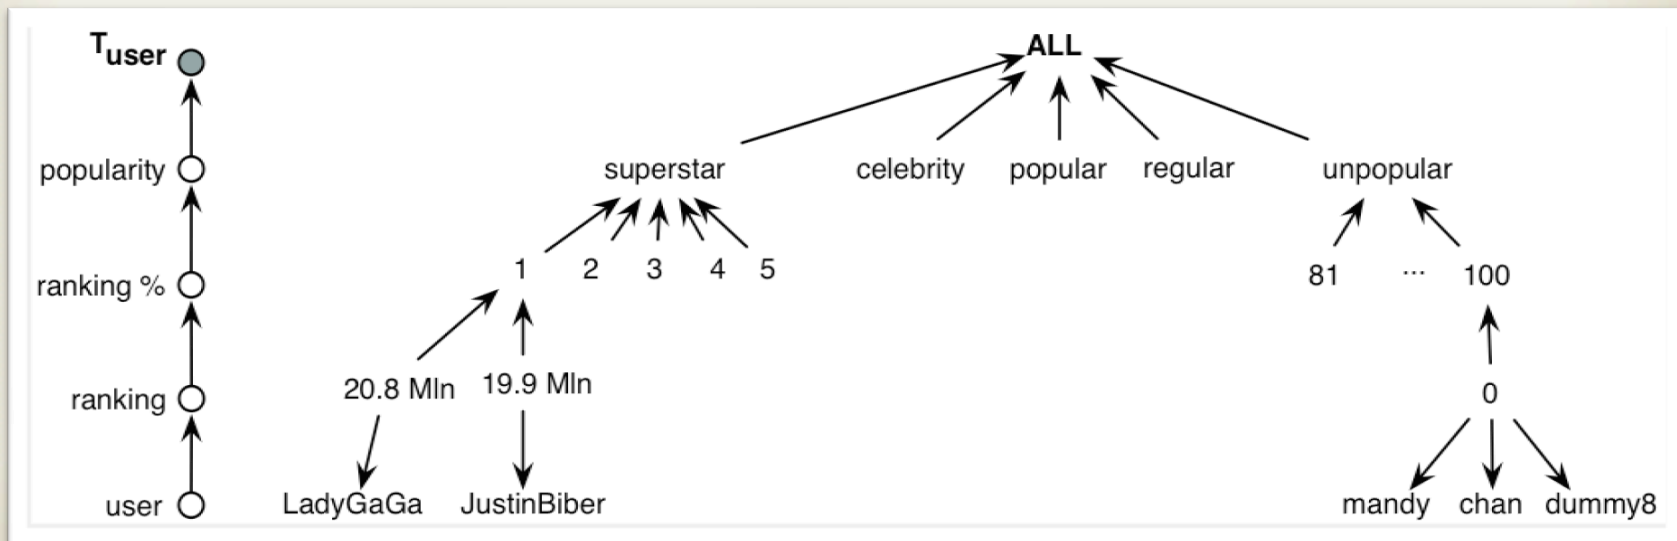 Tuser
ALL
popularity
superstar celebrity popular regular unpopular
ranking %
1 2 3 4 5 81 ... 100
ranking
20.8 Mln 19.9 Mln 0
user
LadyGaGa JustinBiber mandy chan dummy8